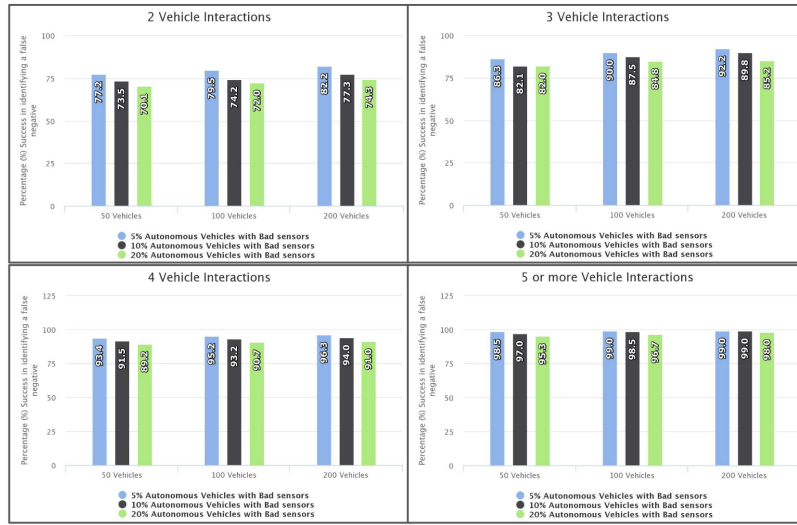 2 Vehicle Interactions
Percentage (%) Success in identifying a false
negative
100
75
50
25
0
77.2
73.5
70.1
79.5
74.2
72.0
82.2
77.3
74.3
50 Vehicles
100 Vehicles
200 Vehicles
5% Autonomous Vehicles with Bad sensors
10% Autonomous Vehicles with Bad sensors
20% Autonomous Vehicles with Bad sensors
3 Vehicle Interactions
Percentage (%) Success in identifying a false
negative
100
75
50
25
0
86.3
82.1
82.0
90.0
87.5
84.8
92.2
89.8
85.2
50 Vehicles
100 Vehicles
200 Vehicles
5% Autonomous Vehicles with Bad sensors
10% Autonomous Vehicles with Bad sensors
20% Autonomous Vehicles with Bad sensors
4 Vehicle Interactions
Percentage (%) Success in identifying a false
negative
125
100
75
50
25
0
93.4
91.5
89.2
95.2
93.2
90.7
96.3
94.0
91.0
50 Vehicles
100 Vehicles
200 Vehicles
5% Autonomous Vehicles with Bad sensors
10% Autonomous Vehicles with Bad sensors
20% Autonomous Vehicles with Bad sensors
5 or more Vehicle Interactions
Percentage (%) Success in identifying a false
negative
125
100
75
50
25
0
98.5
97.0
95.3
99.0
98.5
96.7
99.0
99.0
98.0
50 Vehicles
100 Vehicles
200 Vehicles
5% Autonomous Vehicles with Bad sensors
10% Autonomous Vehicles with Bad sensors
20% Autonomous Vehicles with Bad sensors